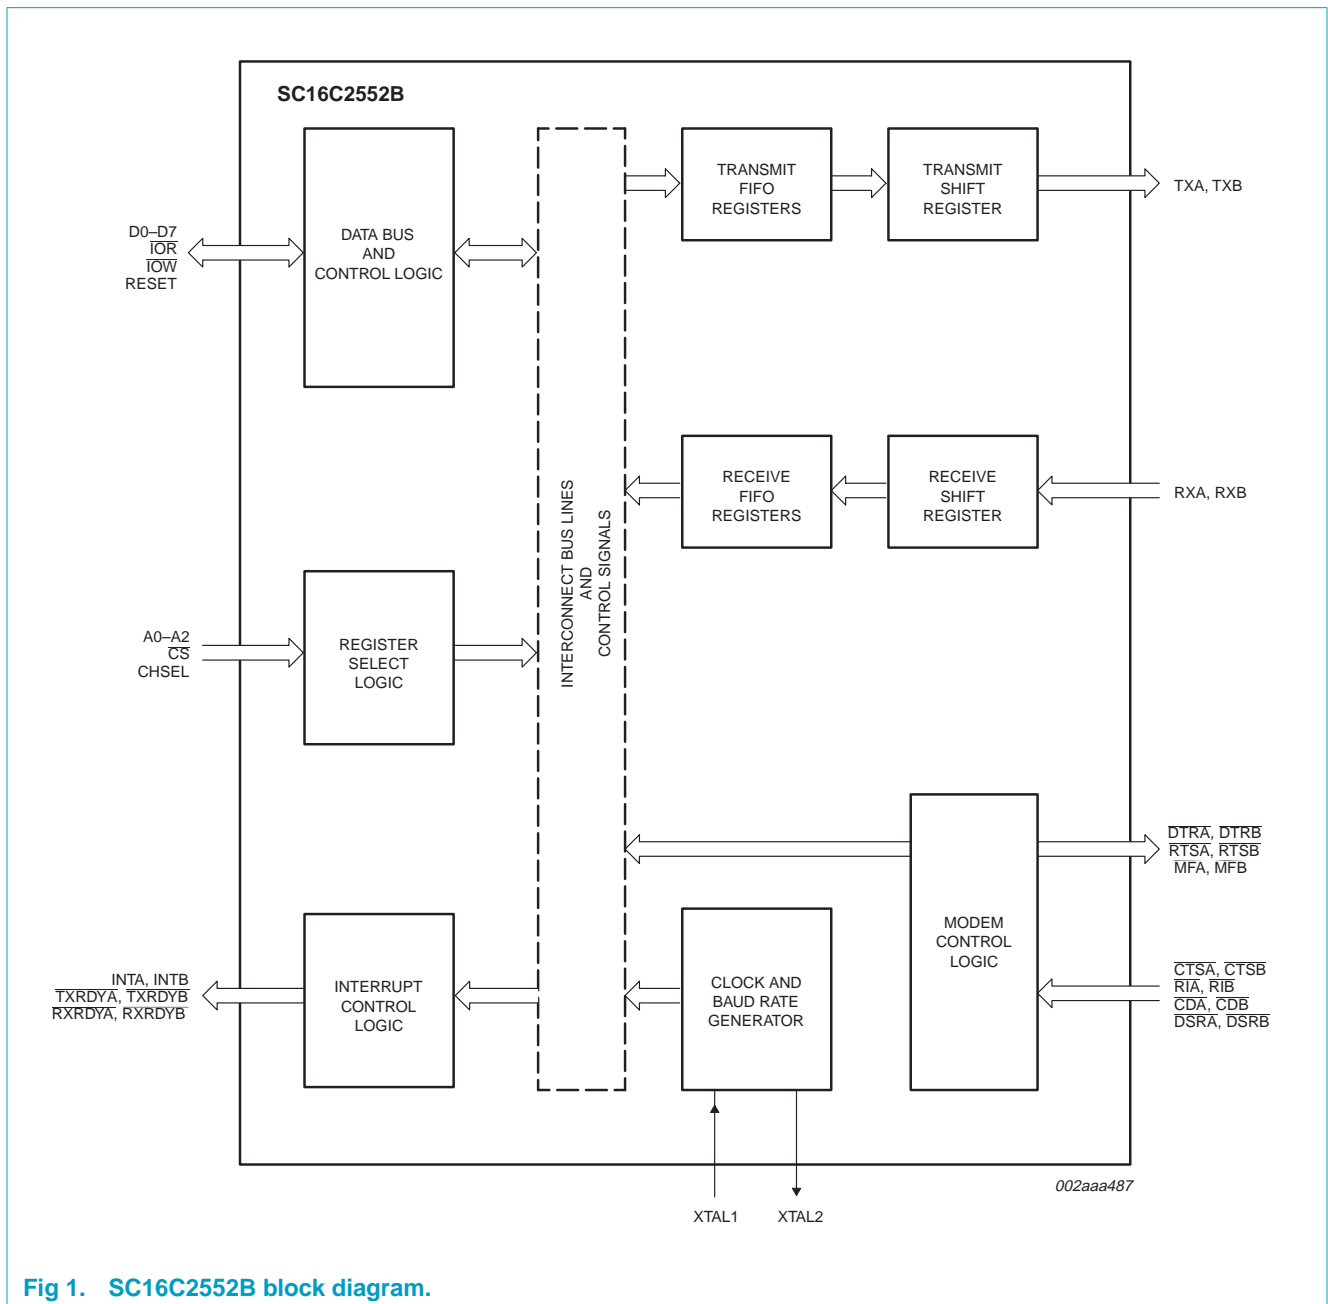 SC16C2552B
D0–D7
IOR
IOW
RESET
DATA BUS
AND
CONTROL LOGIC
TRANSMIT
FIFO
REGISTERS
TRANSMIT
SHIFT
REGISTER
TXA, TXB
INTERCONNECT BUS LINES
AND
CONTROL SIGNALS
RECEIVE
FIFO
REGISTERS
RECEIVE
SHIFT
REGISTER
RXA, RXB
A0–A2
CS
CHSEL
REGISTER
SELECT
LOGIC
DTRA, DTRB
RTSA, RTSB
MFA, MFB
MODEM
CONTROL
LOGIC
CTSA, CTSB
RIA, RIB
CDA, CDB
DSRA, DSRB
INTA, INTB
TXRDYA, TXRDYB
RXRDYA, RXRDYB
INTERRUPT
CONTROL
LOGIC
CLOCK AND
BAUD RATE
GENERATOR
XTAL1
XTAL2
002aaa487
Fig 1. SC16C2552B block diagram.